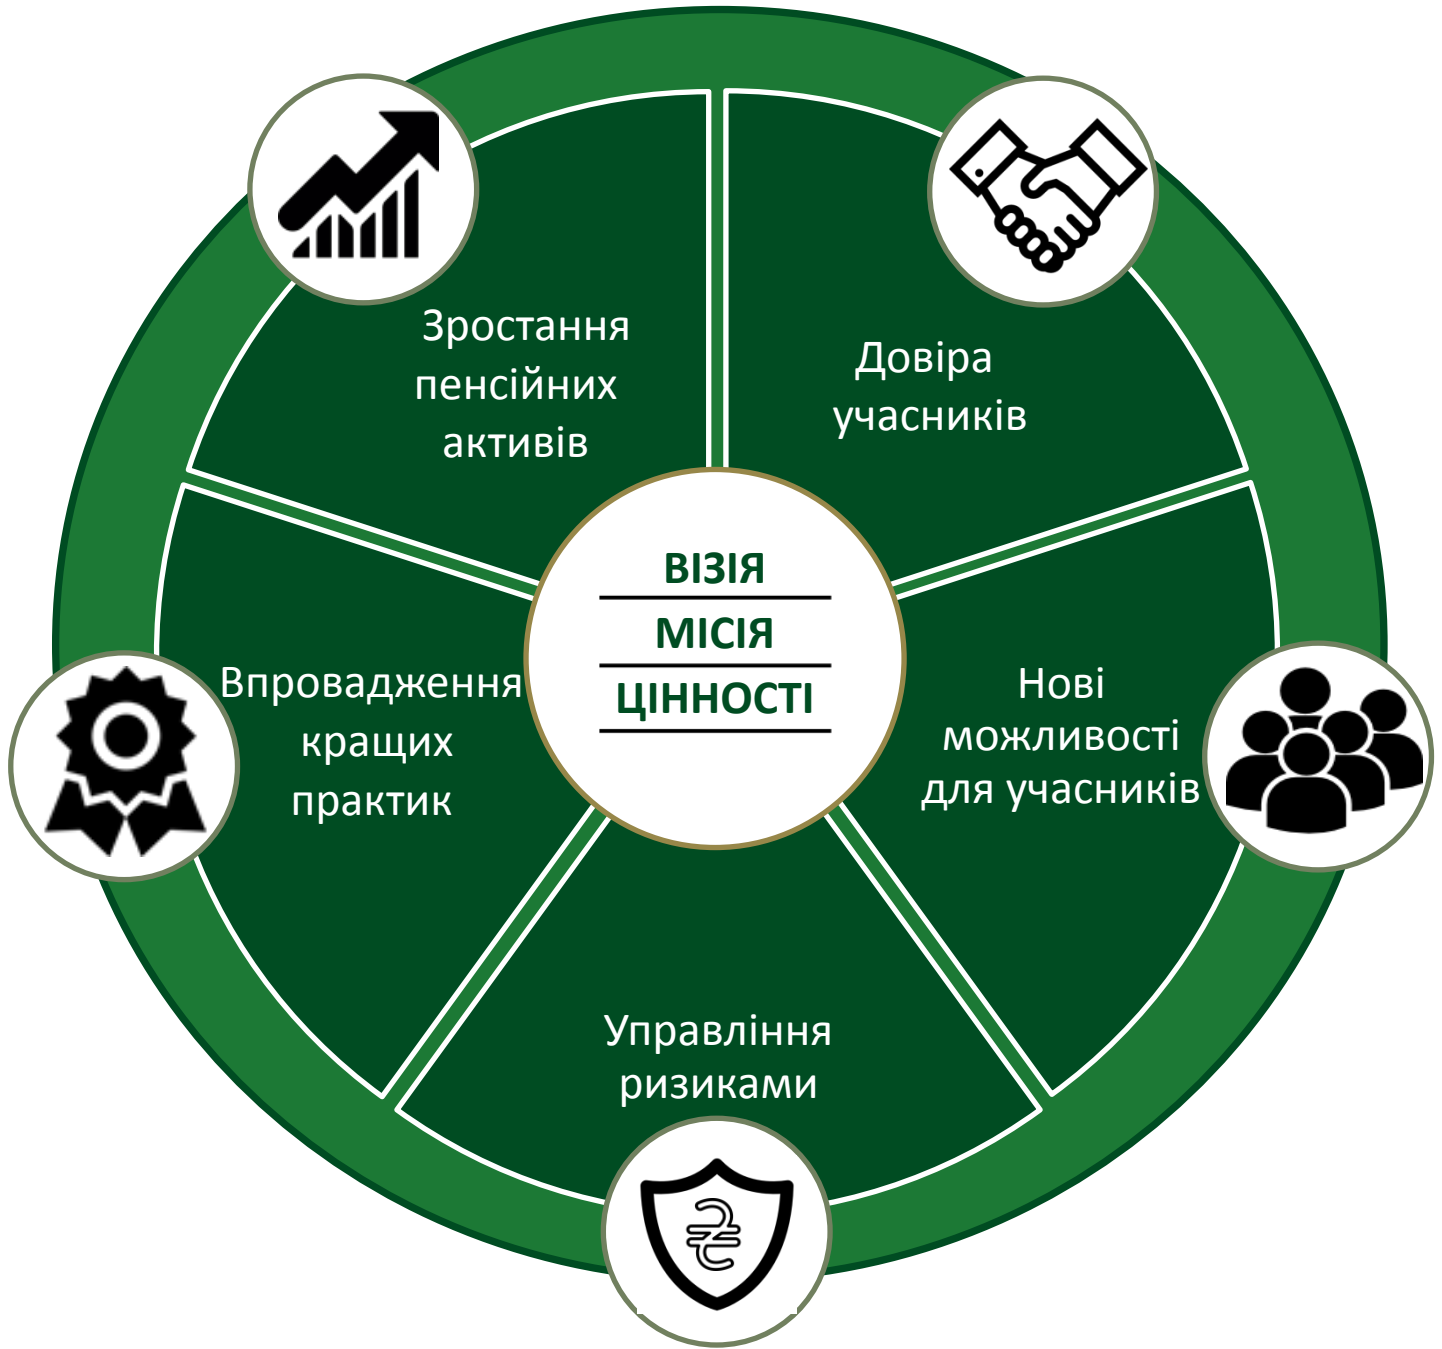 Зростання
пенсійних
активів
Довіра
учасників
ВІЗІЯ
МІСІЯ
ЦІННОСТІ
Впровадження
кращих
практик
Нові
можливості
для учасників
Управління
ризиками
₴